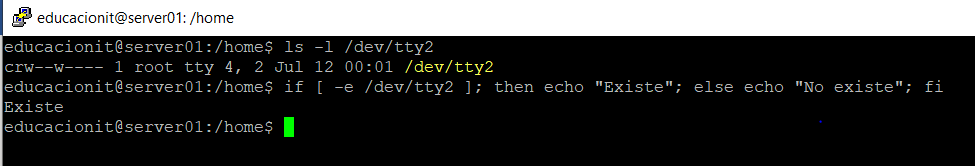 educacionit@server01: /home
educacionit@server01:/home$ ls -l /dev/tty2
crw--w---- 1 root tty 4, 2 Jul 12 00:01 /dev/tty2
educacionit@server01:/home$ if [ -e /dev/tty2 ]; then echo "Existe"; else echo "No existe"; fi
Existe
educacionit@server01:/home$